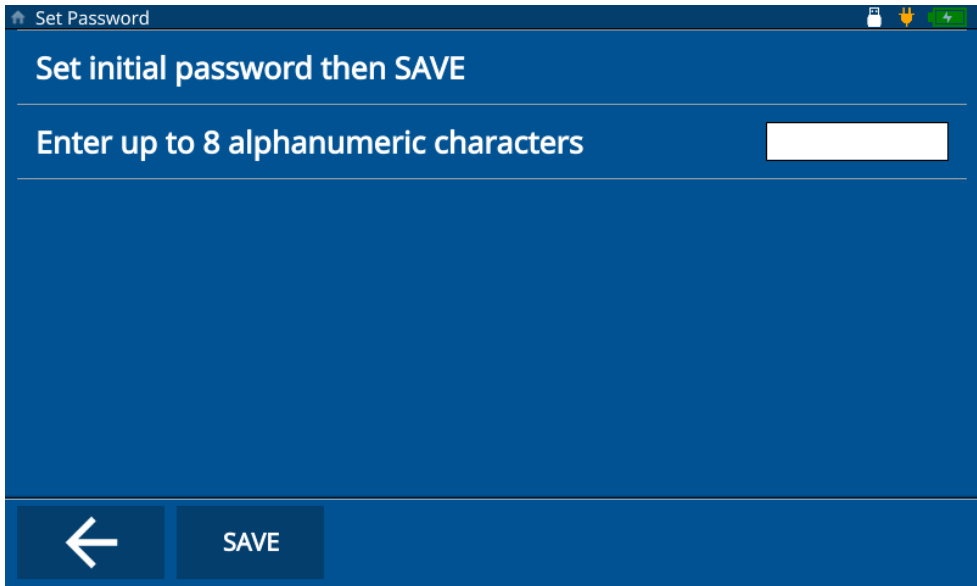 Set Password
Set initial password then SAVE
Enter up to 8 alphanumeric characters
SAVE